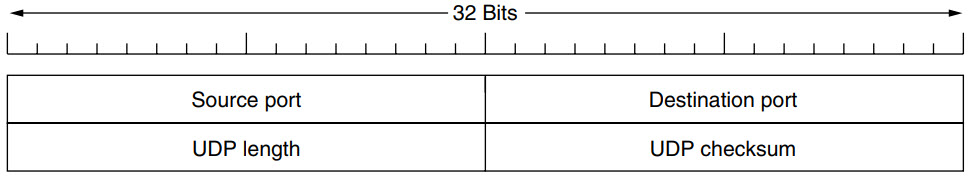 32 Bits
Source port Destination port
UDP length UDP checksum